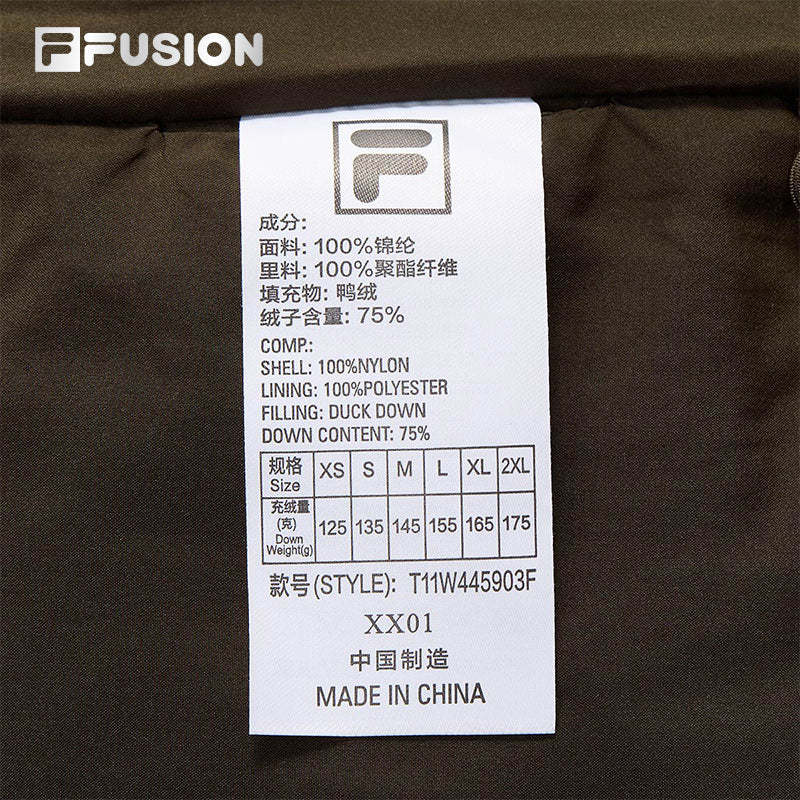 FFUSION
F
成分:
面料: 100%锦纶
里料: 100%聚酯纤维
填充物: 鸭绒
绒子含量: 75%
COMP.:
SHELL: 100%NYLON
LINING: 100%POLYESTER
FILLING: DUCK DOWN
DOWN CONTENT: 75%
规格 Size XS S M L XL 2XL
充绒量(克) Down Weight(g) 125 135 145 155 165 175
款号(STYLE): T11W445903F
XX01
中国制造
MADE IN CHINA